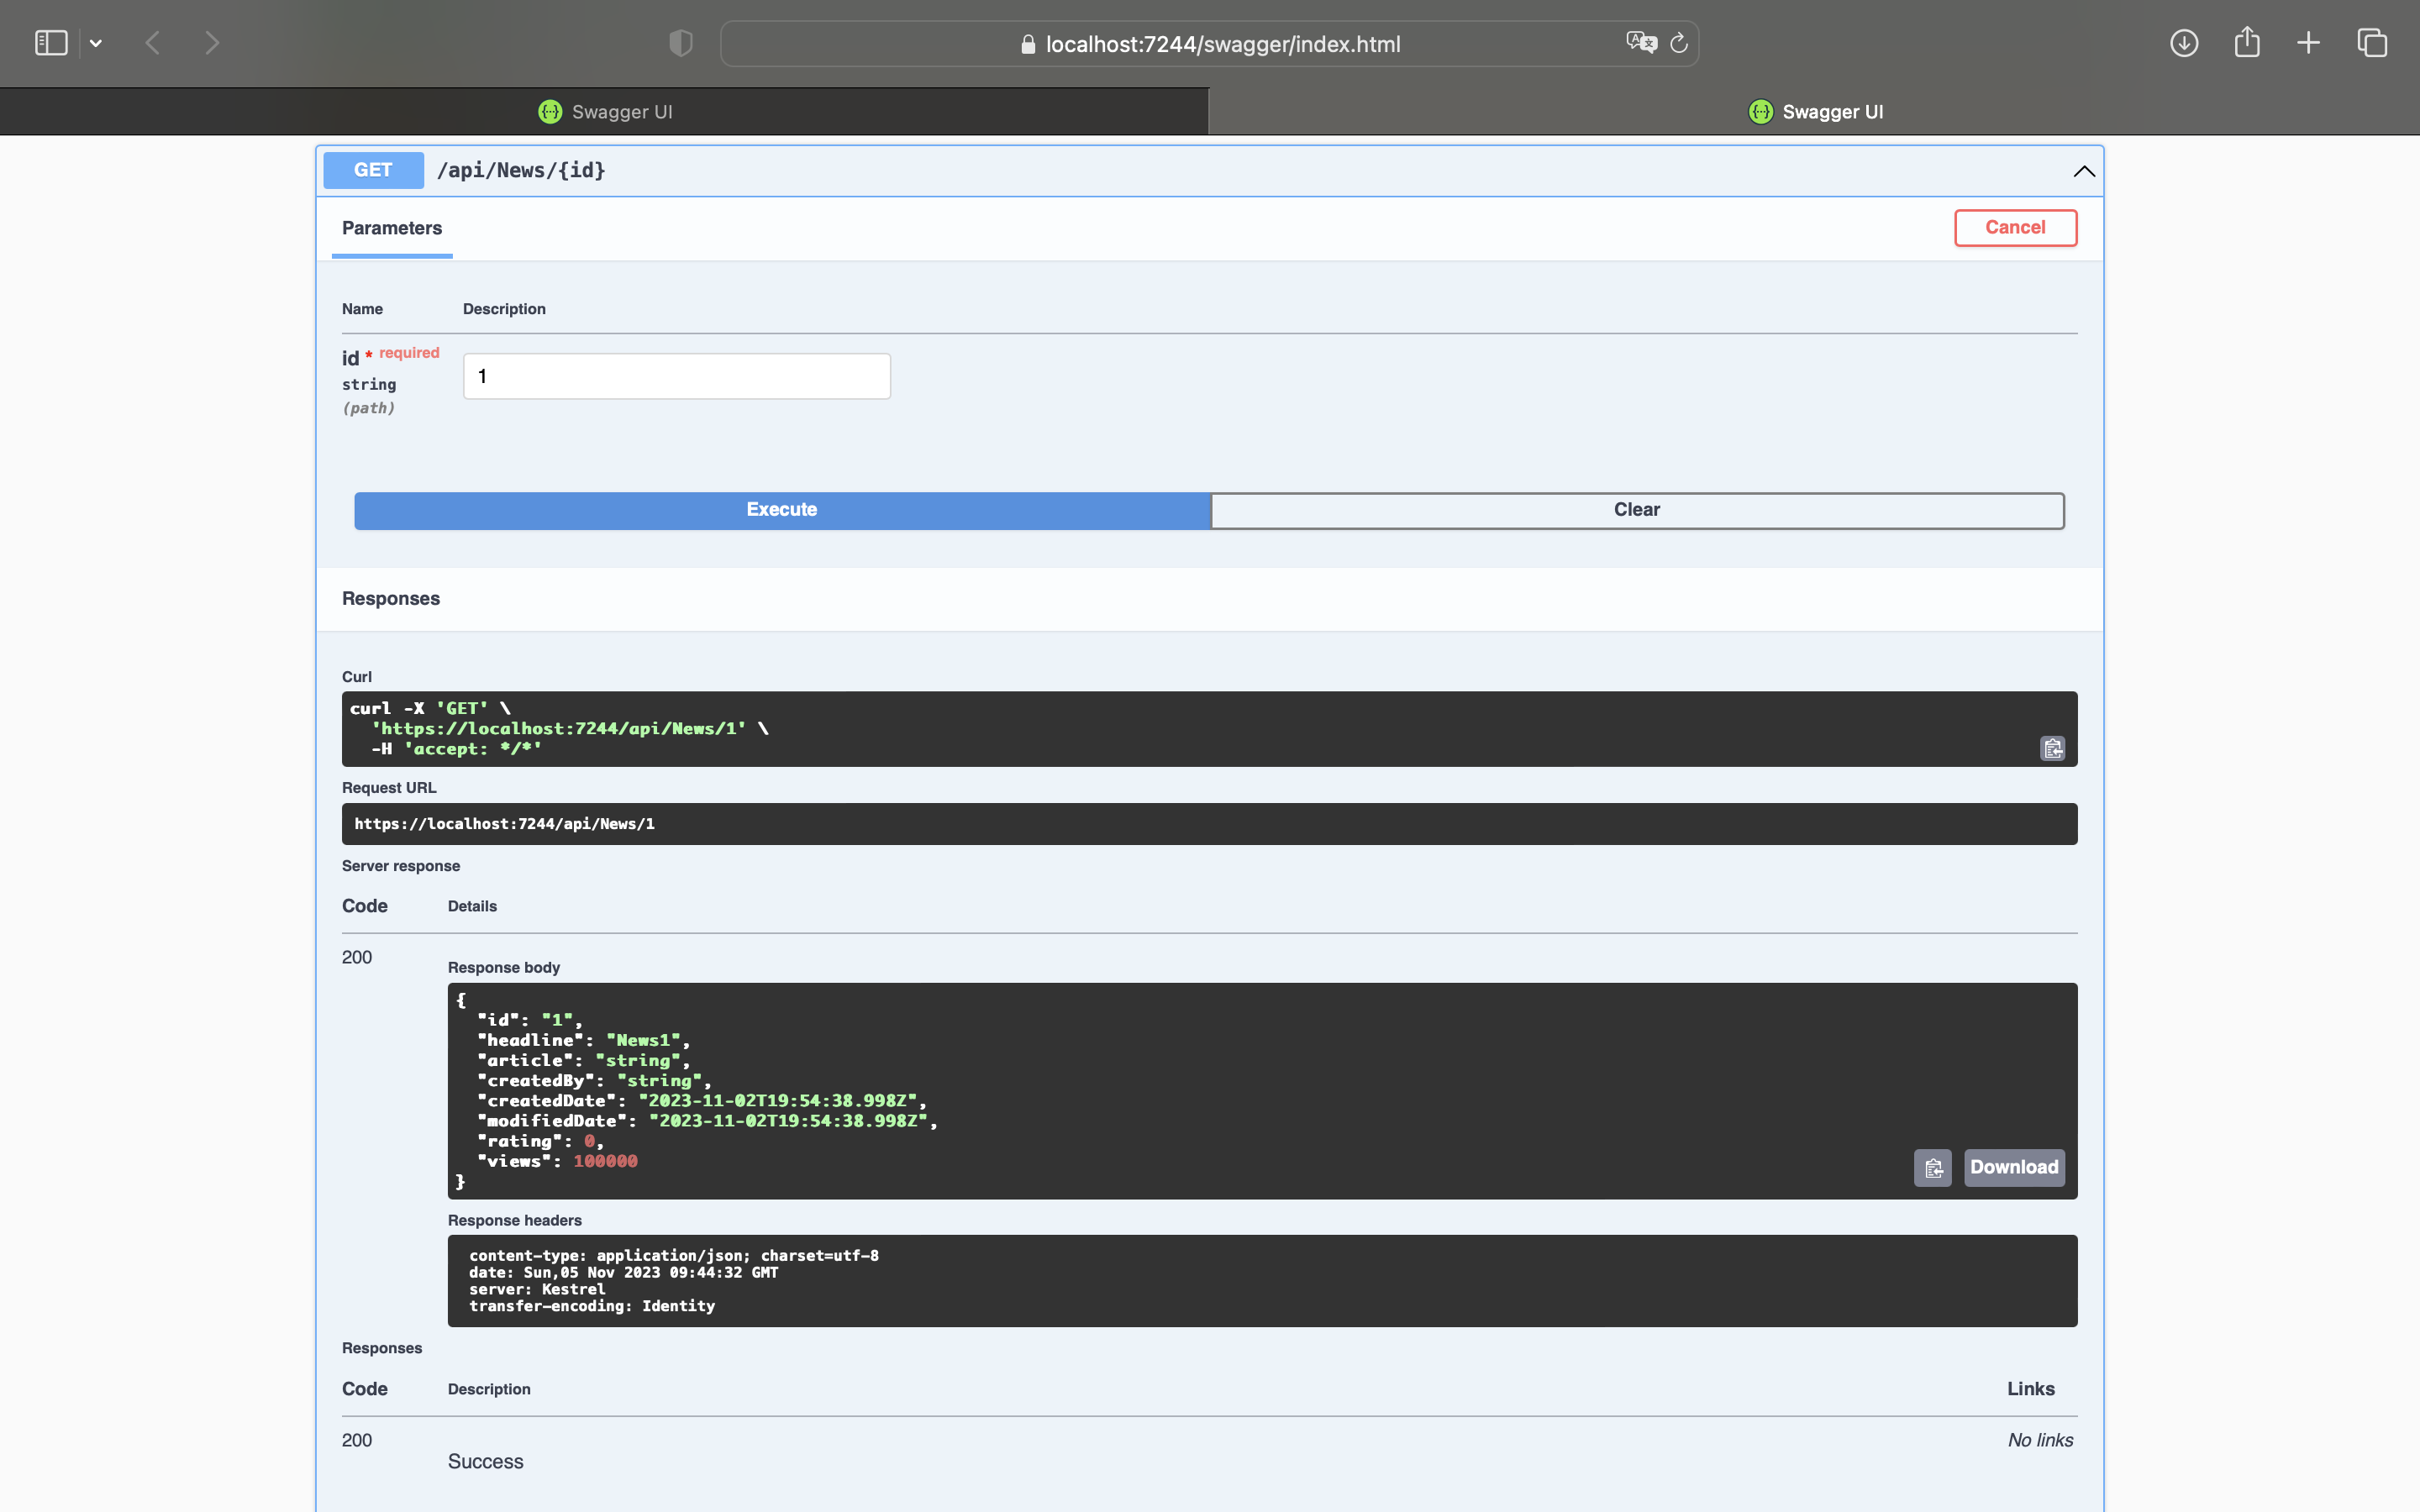 localhost:7244/swagger/index.html
Swagger UI
Swagger UI
GET /api/News/{id}
Parameters
Cancel
Name Description
id * required
string
(path)
1
Execute
Clear
Responses
Curl
curl -X 'GET' \
'https://localhost:7244/api/News/1' \
-H 'accept: */*'
Request URL
https://localhost:7244/api/News/1
Server response
Code Details
200
Response body
{
"id": "1",
"headline": "News1",
"article": "string",
"createdBy": "string",
"createdDate": "2023-11-02T19:54:38.998Z",
"modifiedDate": "2023-11-02T19:54:38.998Z",
"rating": 0,
"views": 100000
}
Download
Response headers
content-type: application/json; charset=utf-8
date: Sun,05 Nov 2023 09:44:32 GMT
server: Kestrel
transfer-encoding: Identity
Responses
Code Description Links
200 No links
Success